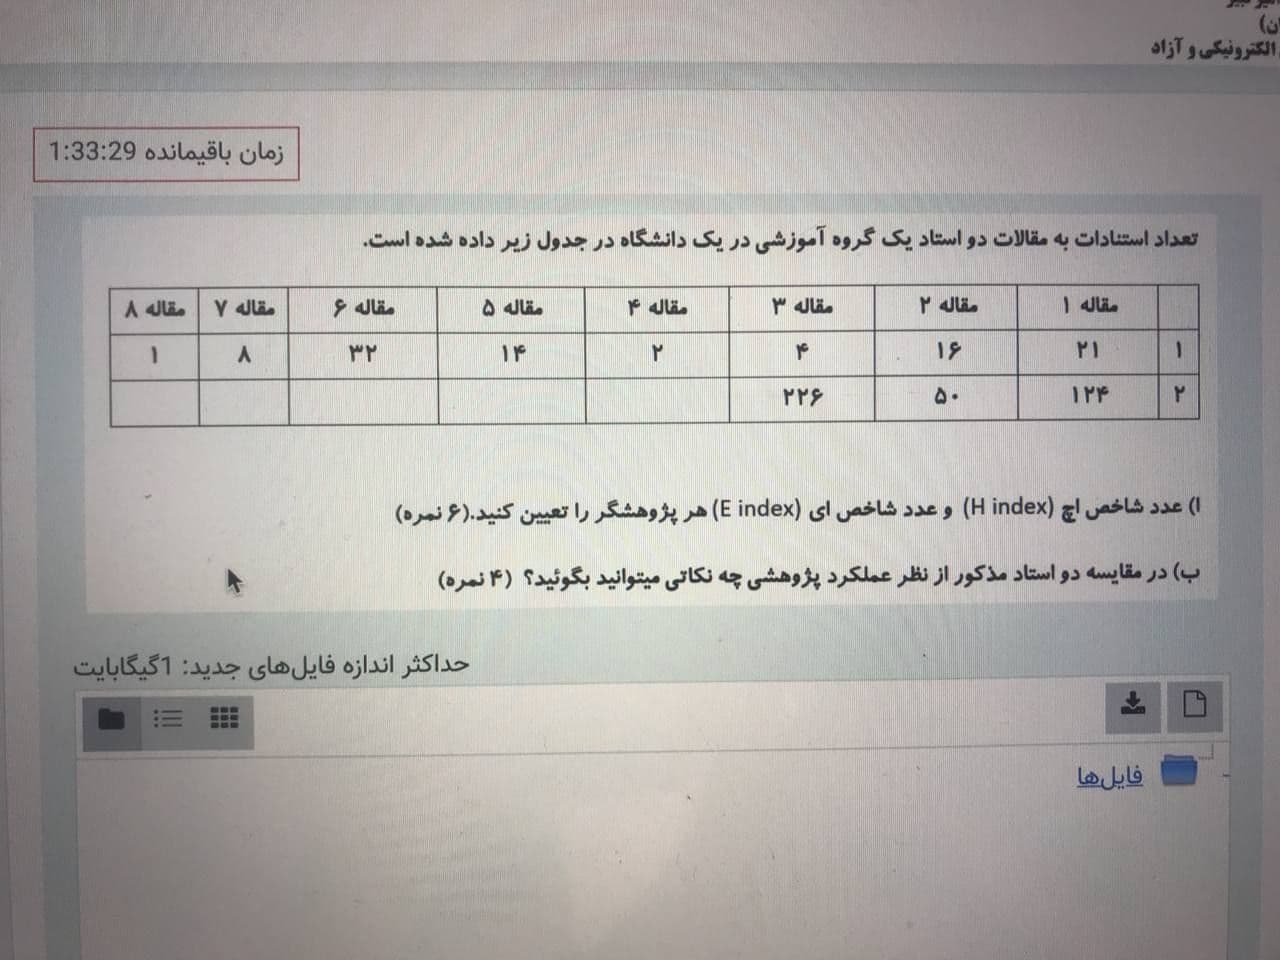 ن)
الکترونیکی و آزاد
زمان باقیمانده 1:33:29
تعداد استنادات به مقالات دو استاد یک گروه آموزشی در یک دانشگاه در جدول زیر داده شده است.
مقاله ۱ مقاله ۲ مقاله ۳ مقاله ۴ مقاله ۵ مقاله ۶ مقاله ۷ مقاله ۸
۱ ۲۱ ۱۶ ۴ ۲ ۱۴ ۳۲ ۸ ۱
۲ ۱۲۴ ۵۰ ۲۲۶
ا) عدد شاخص اچ (H index) و عدد شاخص ای (E index) هر پژوهشگر را تعیین کنید.(۶ نمره)
ب) در مقایسه دو استاد مذکور از نظر عملکرد پژوهشی چه نکاتی میتوانید بگوئید؟ (۴ نمره)
حداکثر اندازه فایل‌های جدید: 1گیگابایت
فایل‌ها